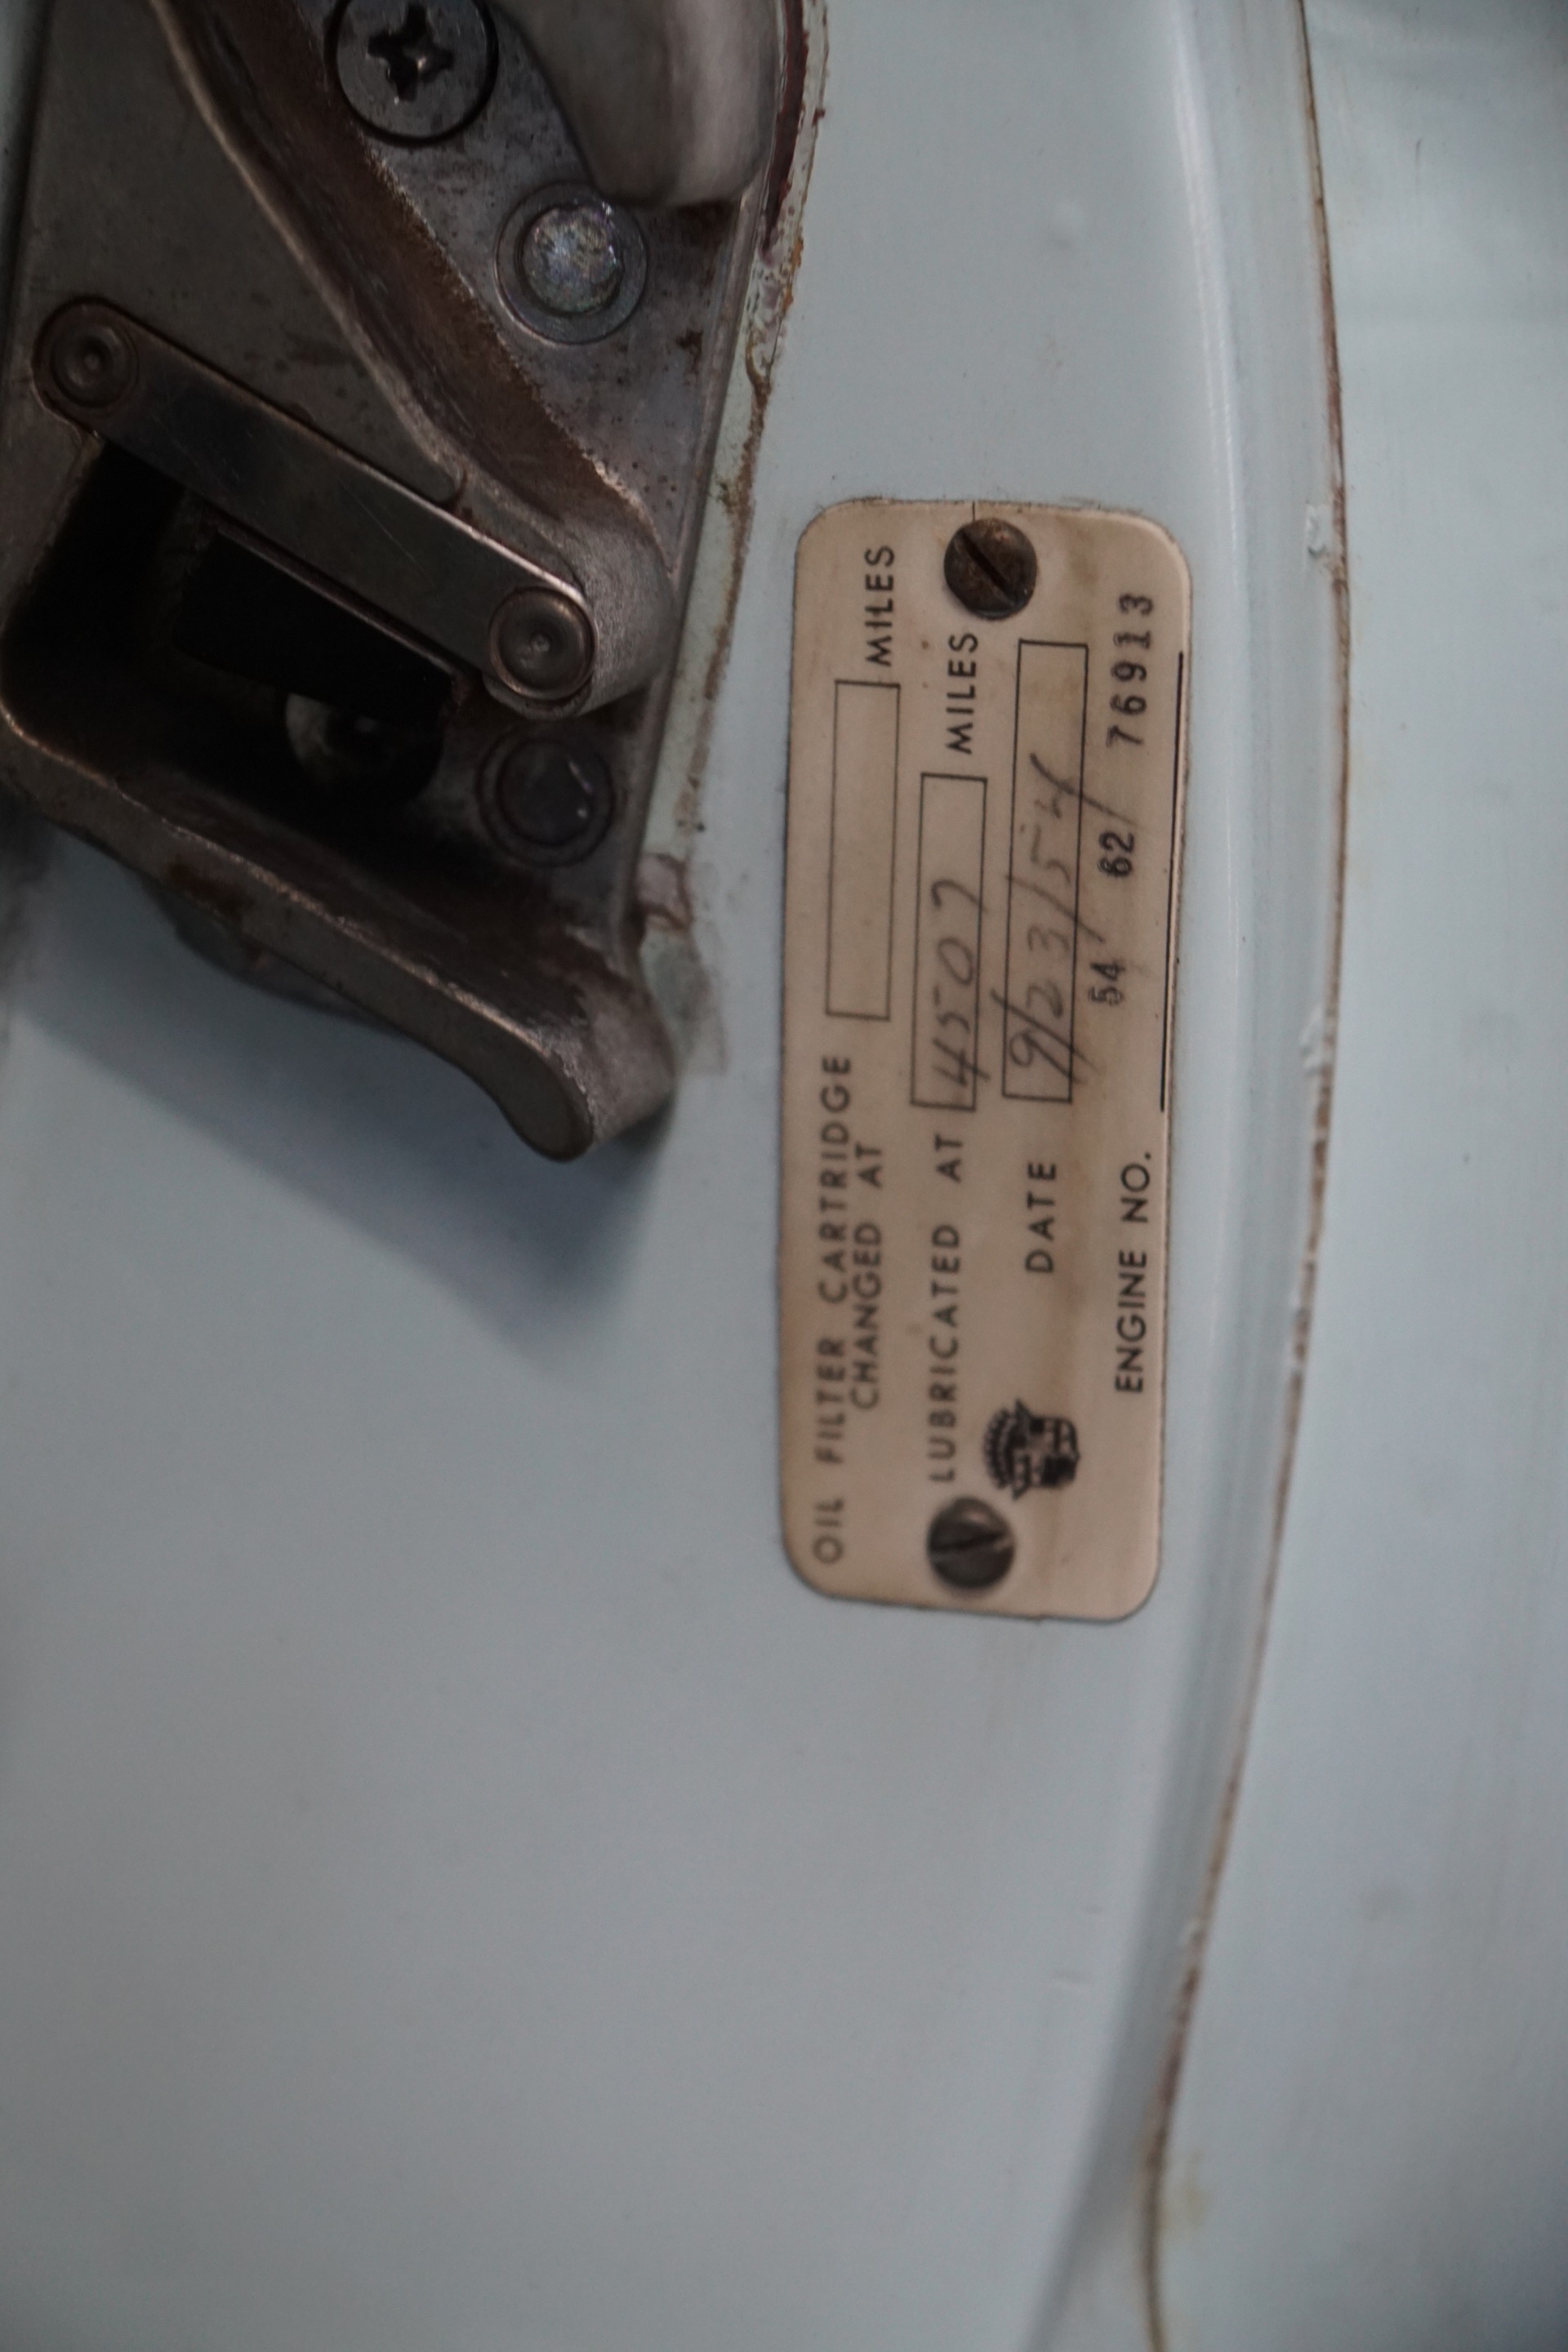 OIL FILTER CARTRIDGE
CHANGED AT MILES
LUBRICATED AT 4507 MILES
DATE 9/23/54
54 62 76913
ENGINE NO.